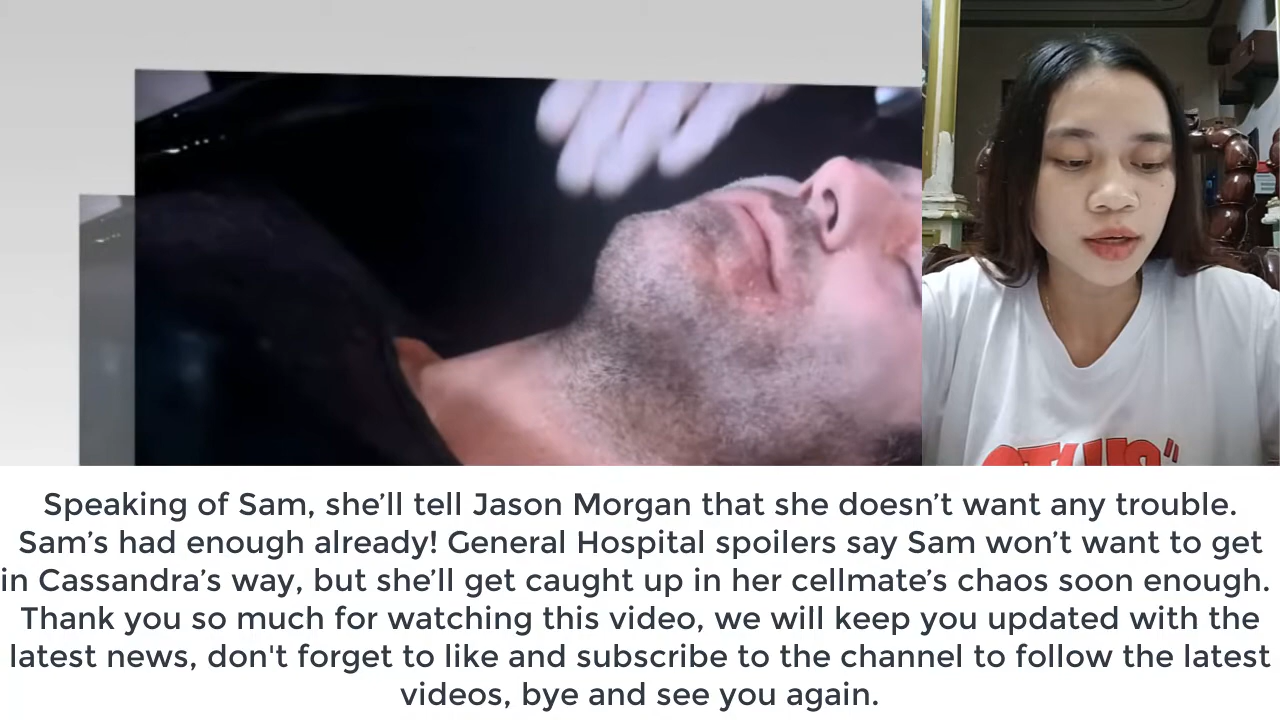 Speaking of Sam, she’ll tell Jason Morgan that she doesn’t want any trouble.
Sam’s had enough already! General Hospital spoilers say Sam won’t want to get
in Cassandra’s way, but she’ll get caught up in her cellmate’s chaos soon enough.
Thank you so much for watching this video, we will keep you updated with the
latest news, don't forget to like and subscribe to the channel to follow the latest
videos, bye and see you again.